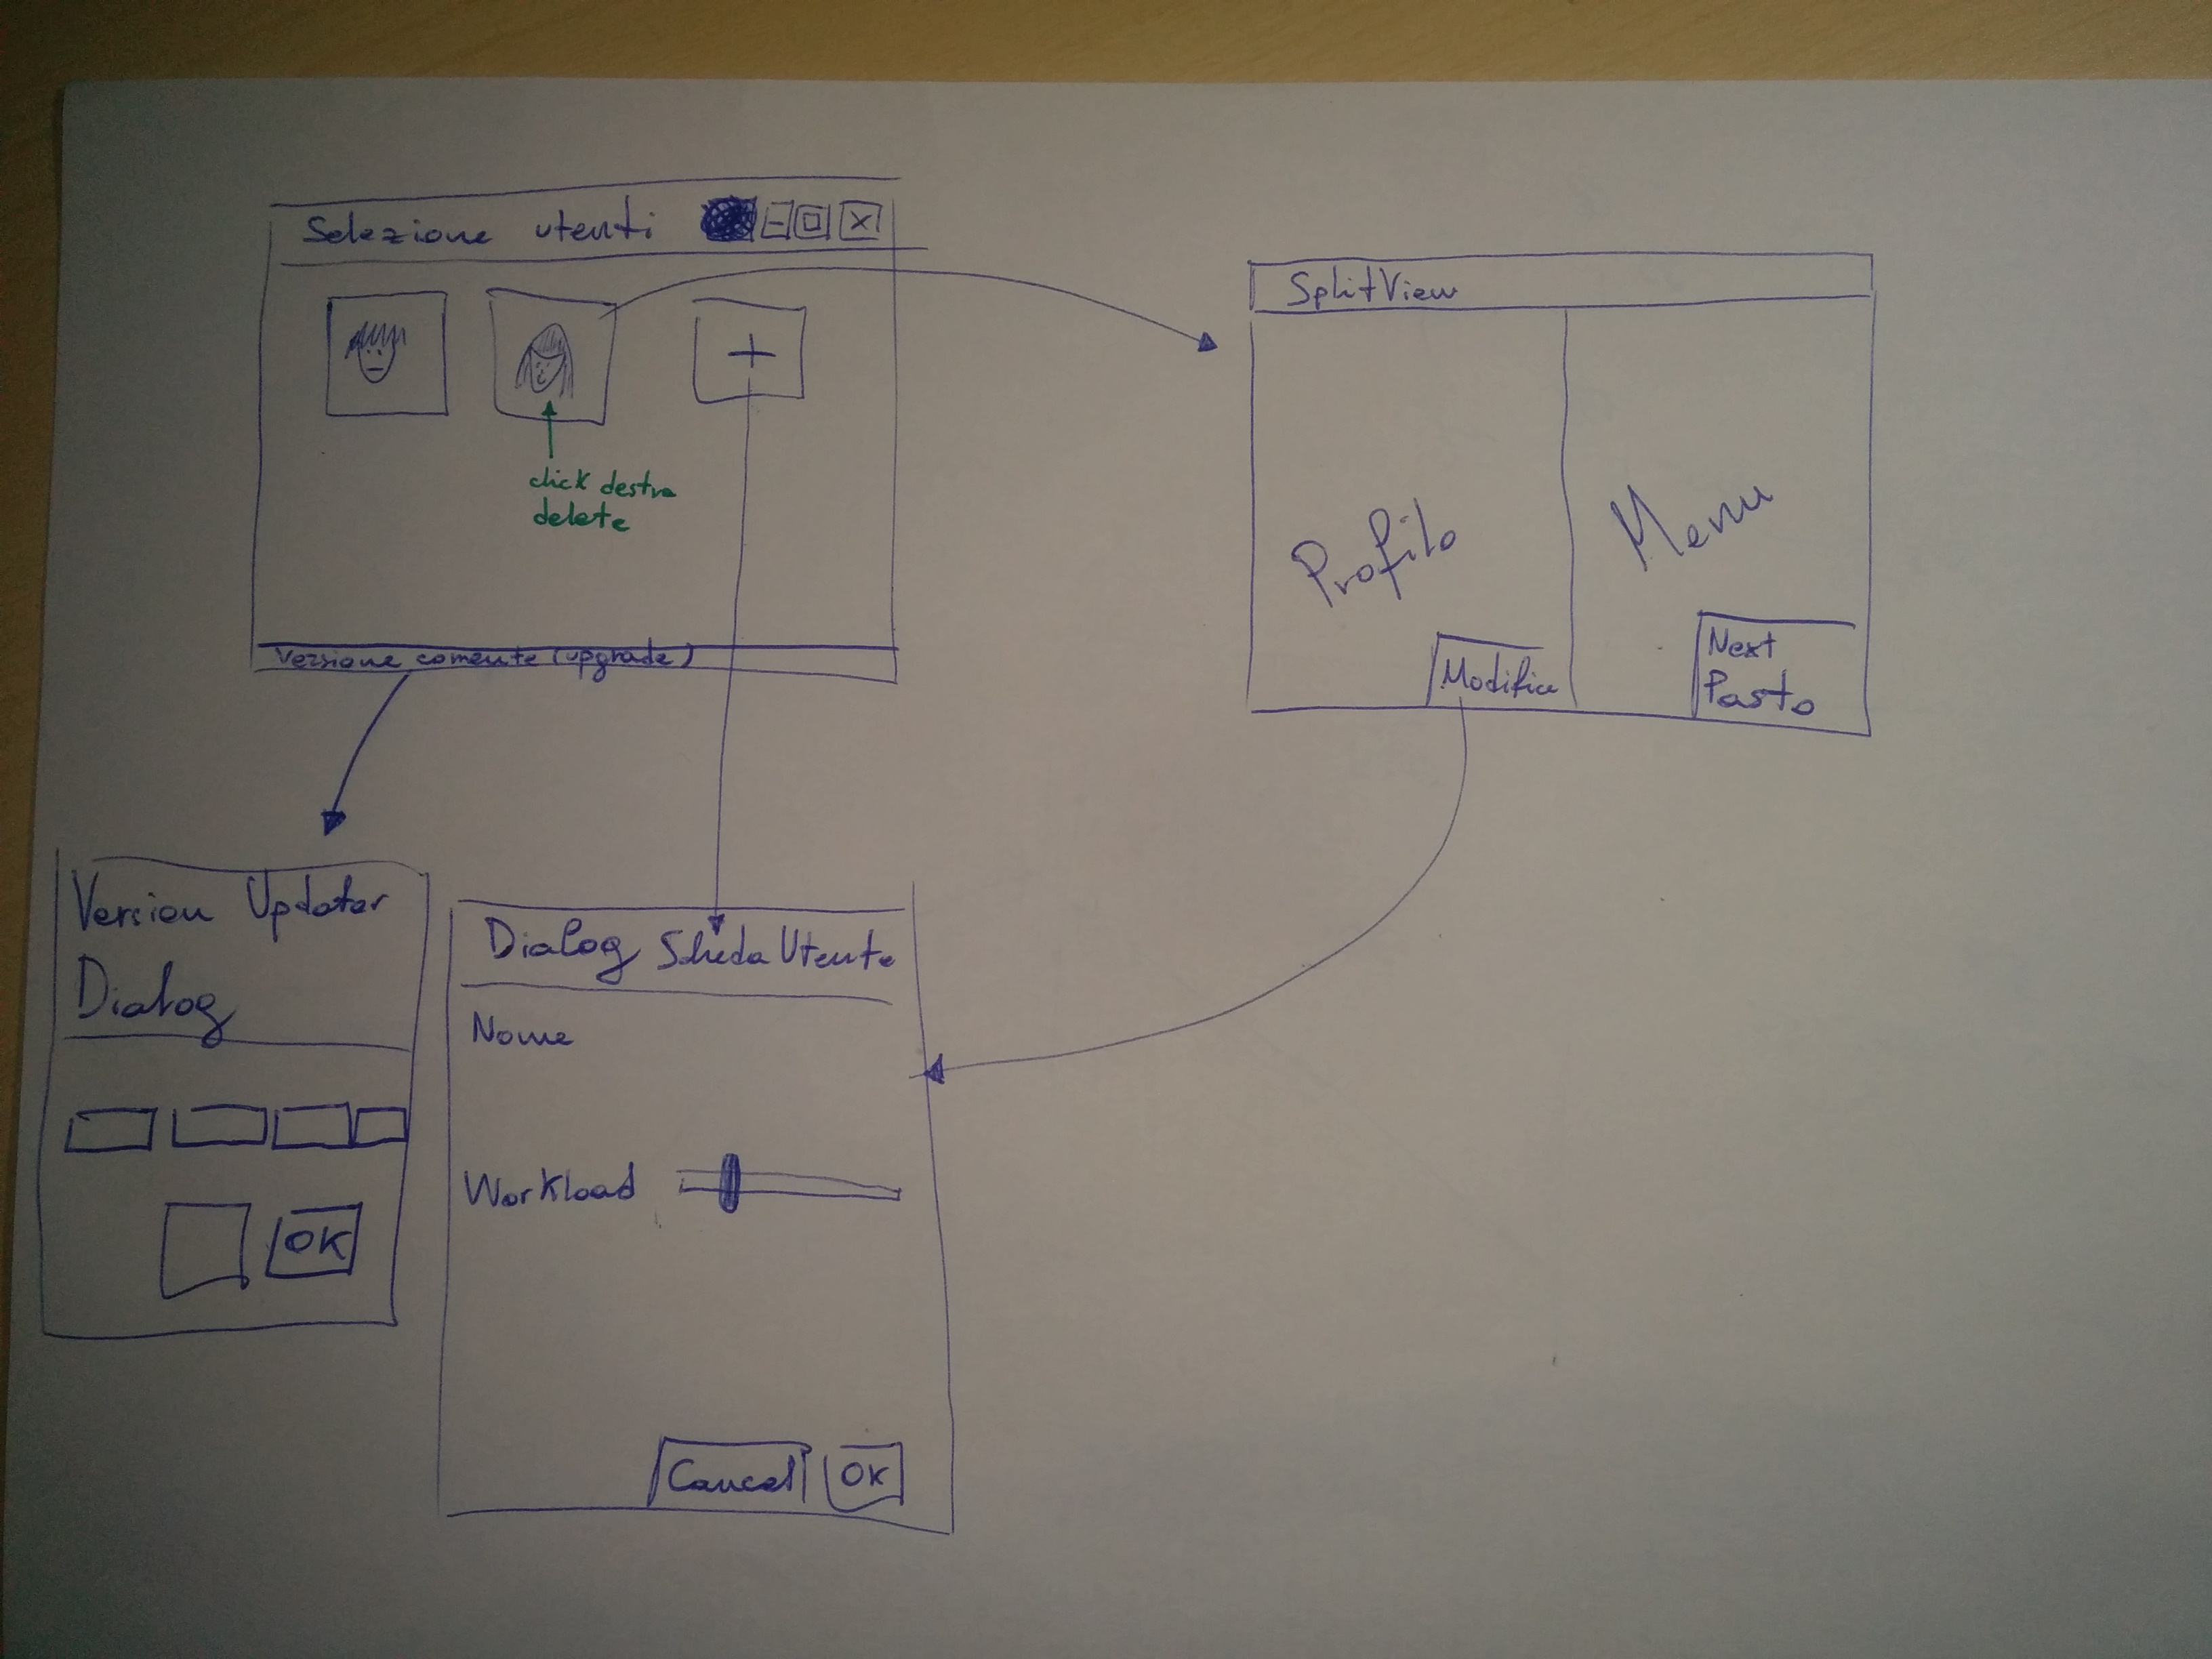 Selezione utenti
+
click destro
delete
Versione corrente (upgrade)
SplitView
Profilo
Menu
Modifica
Next
Pasto
Version Updater
Dialog
OK
Dialog Scheda Utente
Nome
Workload
Cancel OK